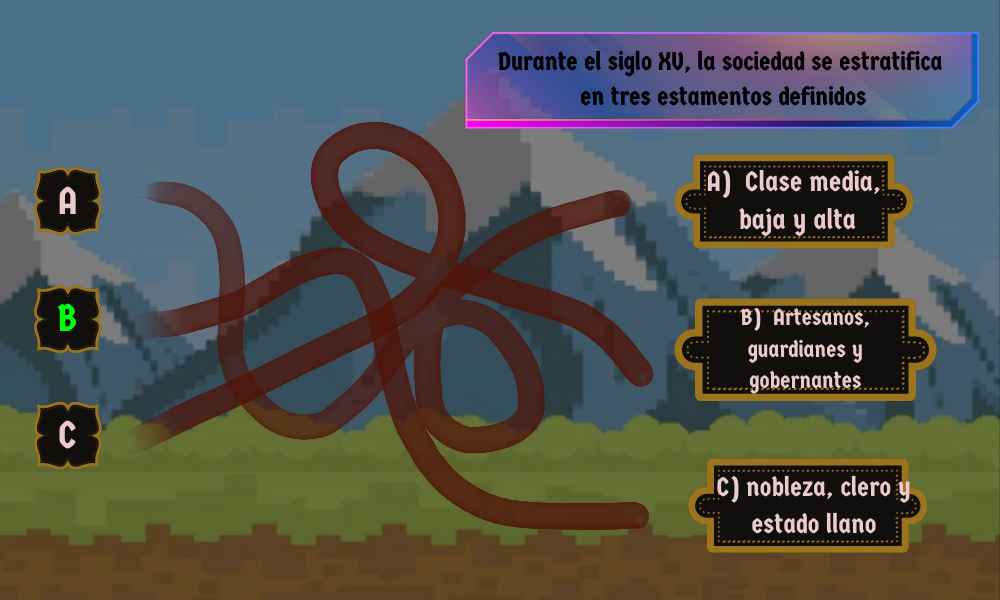 Durante el siglo XV, la sociedad se estratifica
en tres estamentos definidos
A
A) Clase media,
baja y alta
B
B) Artesanos,
guardianes y
gobernantes
C
C) nobleza, clero y
estado llano